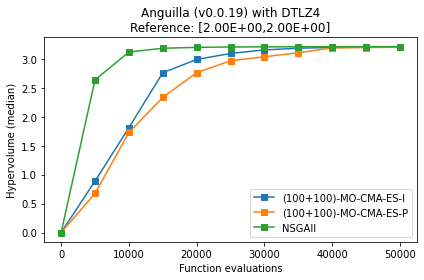 Anguilla (v0.0.19) with DTLZ4
Reference: [2.00E+00,2.00E+00]
Hypervolume (median)
3.0
2.5
2.0
1.5
1.0
0.5
0.0
(100+100)-MO-CMA-ES-I
(100+100)-MO-CMA-ES-P
NSGAII
0 10000 20000 30000 40000 50000
Function evaluations